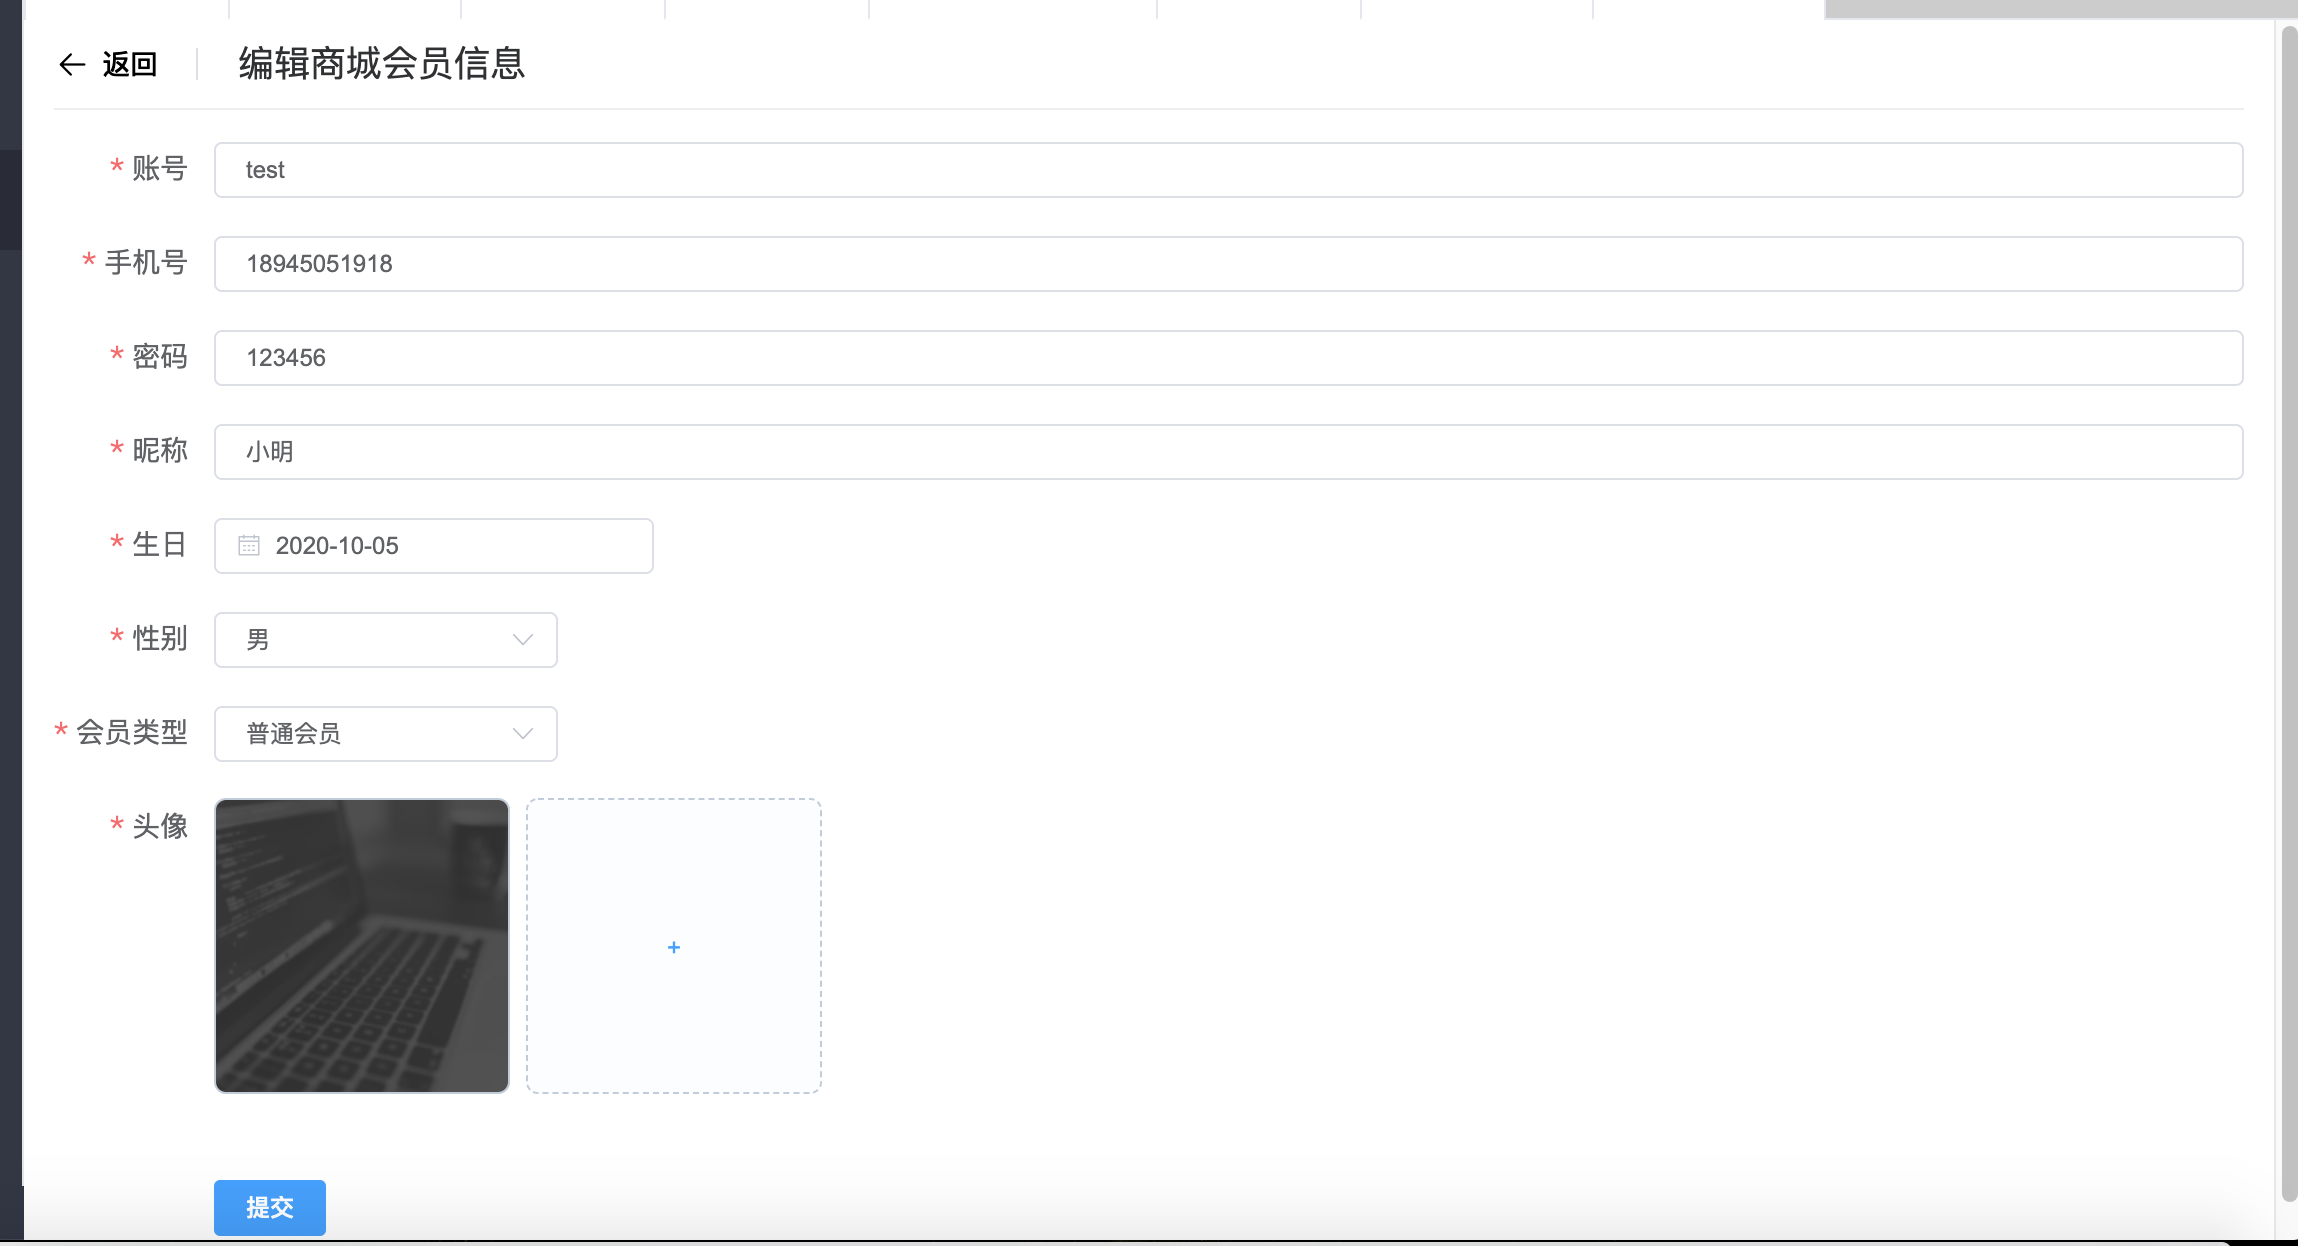 返回 编辑商城会员信息
* 账号 test
* 手机号 18945051918
* 密码 123456
* 昵称 小明
* 生日 2020-10-05
* 性别 男
* 会员类型 普通会员
* 头像
+
提交